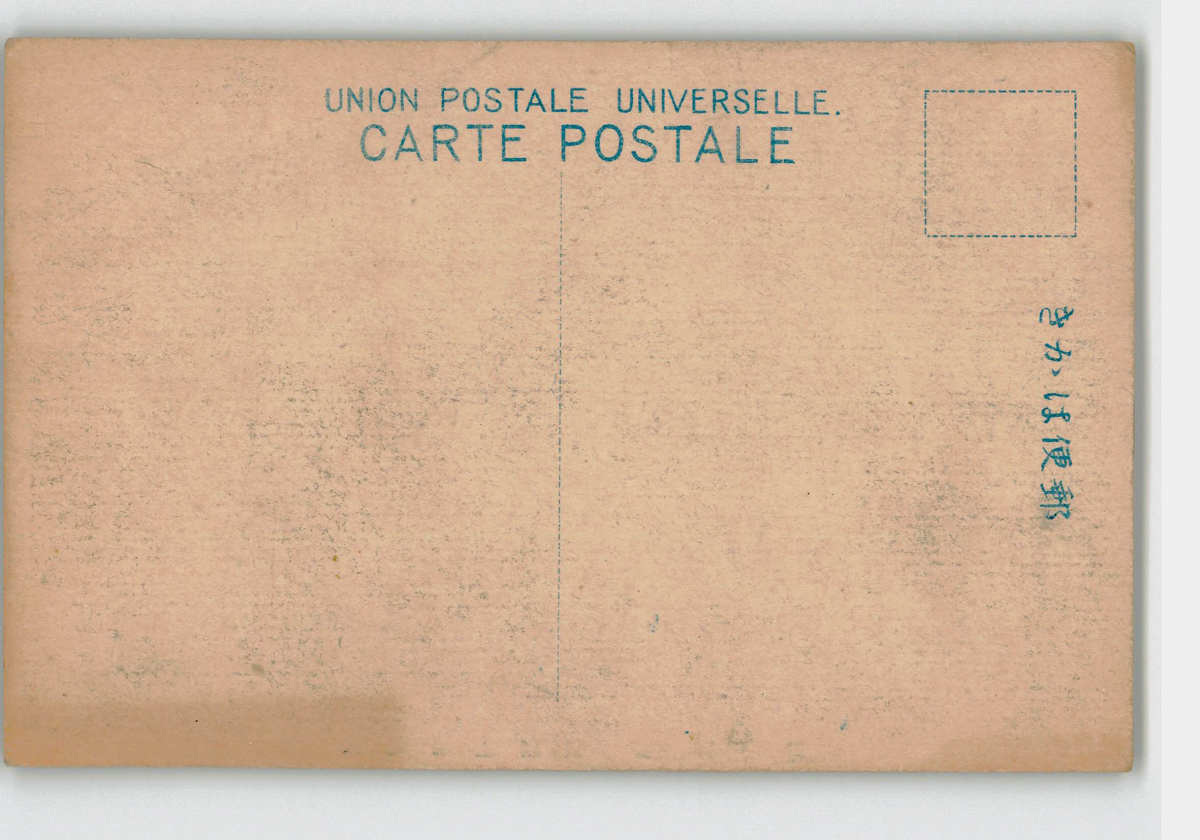 UNION POSTALE UNIVERSELLE.
CARTE POSTALE
郵便はがき